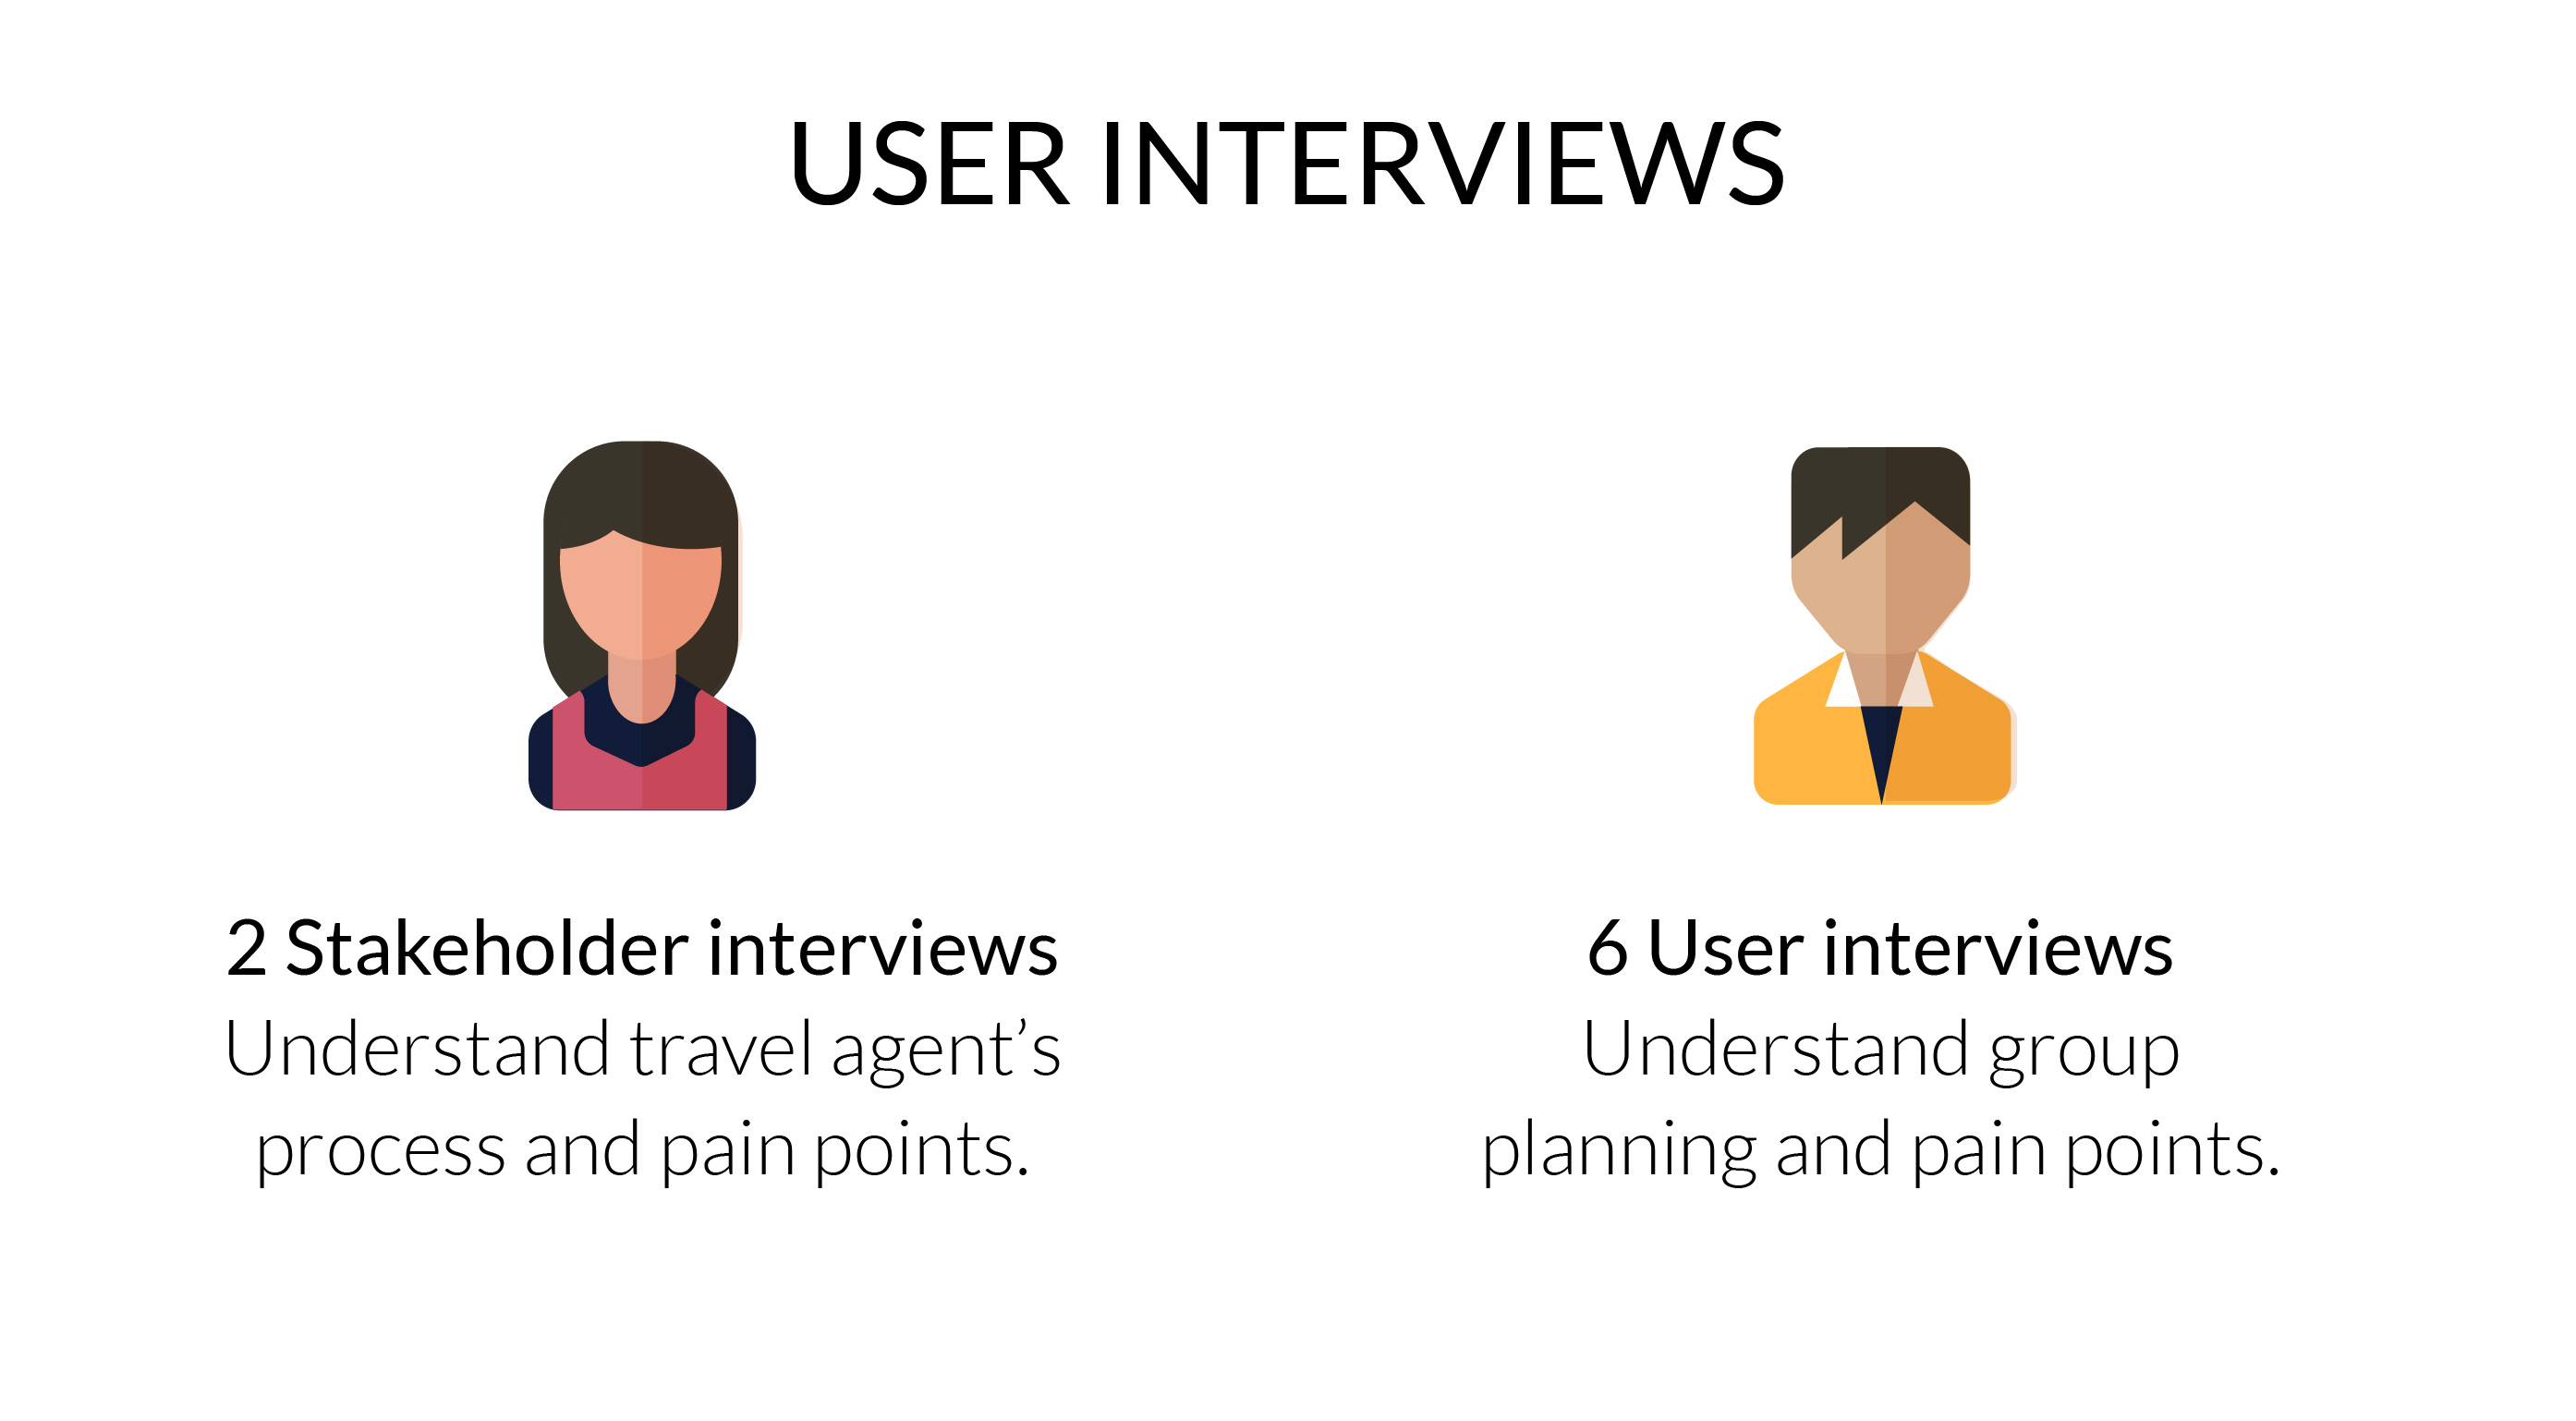 USER INTERVIEWS
2 Stakeholder interviews
Understand travel agent’s
process and pain points.
6 User interviews
Understand group
planning and pain points.